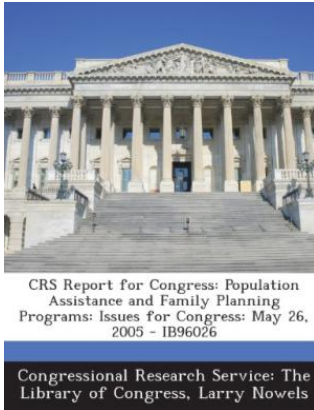 CRS Report for Congress: Population
Assistance and Family Planning
Programs: Issues for Congress: May 26,
2005 - IB96026
Congressional Research Service: The
Library of Congress, Larry Nowels